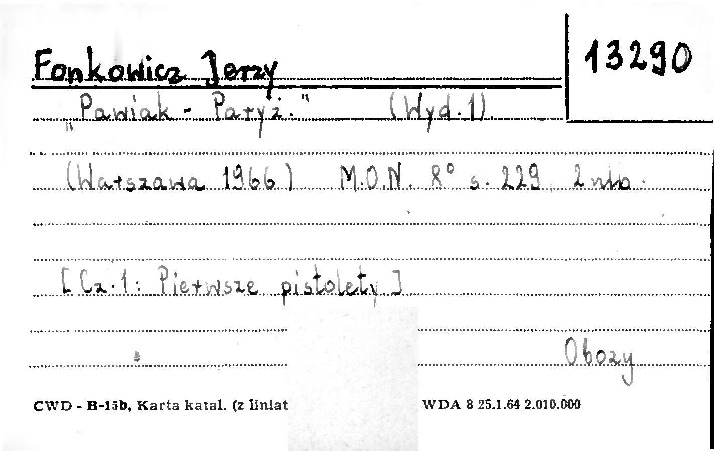 13290
Fonkowicz Jerzy
"Pawiak - Paryż." (Wyd. 1)
(Warszawa 1966) M.O.N. 8° s. 229, 2 nlb.
[Cz. 1: Pierwsze pistolety]
Obozy
CWD - B-15b, Karta katal. (z liniat WDA 8 25.1.64 2.010.000